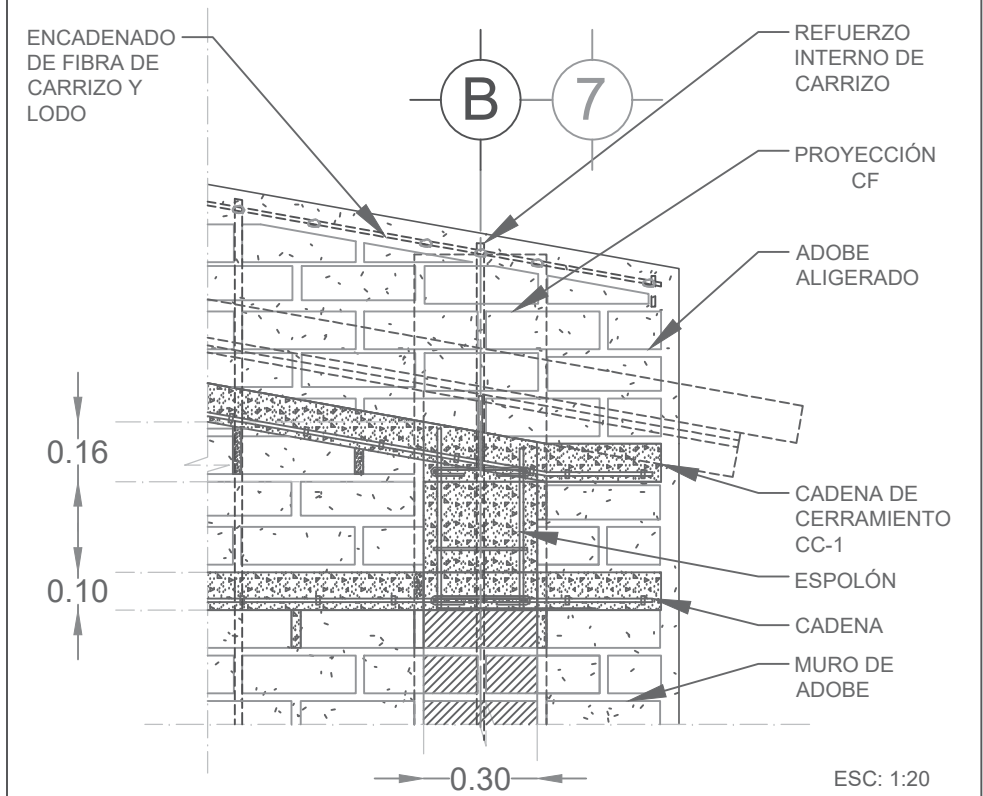 ENCADENADO
DE FIBRA DE
CARRIZO Y
LODO
B
7
REFUERZO
INTERNO DE
CARRIZO
PROYECCIÓN
CF
ADOBE
ALIGERADO
0.16
0.10
CADENA DE
CERRAMIENTO
CC-1
ESPOLÓN
CADENA
MURO DE
ADOBE
0.30
ESC: 1:20